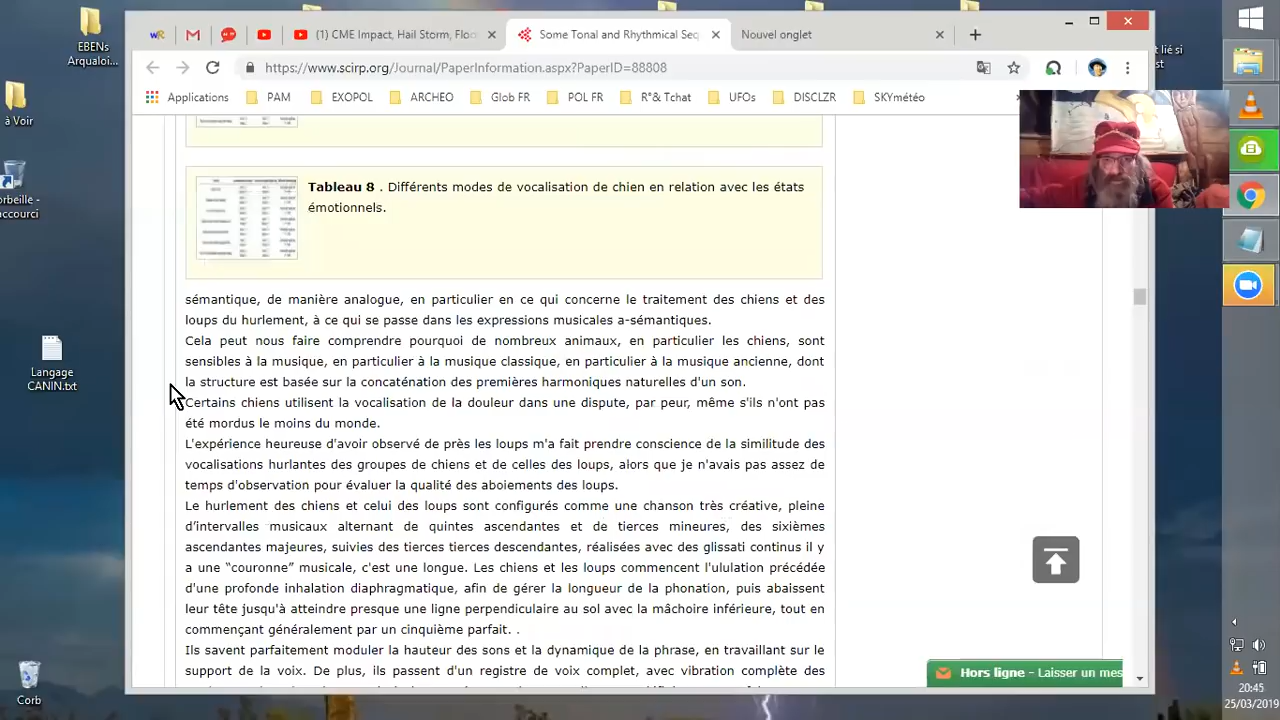 EBENs
Arqualoi...
à Voir
orbeille -
accourci
Langage
CANIN.txt
Corb
(1) CME Impact, Hail Storm, Floo
Some Tonal and Rhythmical Seq
Nouvel onglet
https://www.scirp.org/Journal/PaperInformation.aspx?PaperID=88808
Applications PAM EXOPOL ARCHEO Glob FR POL FR R°& Tchat UFOs DISCLZR SKYmétéo
Tableau 8 . Différents modes de vocalisation de chien en relation avec les états
émotionnels.
sémantique, de manière analogue, en particulier en ce qui concerne le traitement des chiens et des
loups du hurlement, à ce qui se passe dans les expressions musicales a-sémantiques.
Cela peut nous faire comprendre pourquoi de nombreux animaux, en particulier les chiens, sont
sensibles à la musique, en particulier à la musique classique, en particulier à la musique ancienne, dont
la structure est basée sur la concaténation des premières harmoniques naturelles d'un son.
Certains chiens utilisent la vocalisation de la douleur dans une dispute, par peur, même s'ils n'ont pas
été mordus le moins du monde.
L'expérience heureuse d'avoir observé de près les loups m'a fait prendre conscience de la similitude des
vocalisations hurlantes des groupes de chiens et de celles des loups, alors que je n'avais pas assez de
temps d'observation pour évaluer la qualité des aboiements des loups.
Le hurlement des chiens et celui des loups sont configurés comme une chanson très créative, pleine
d'intervalles musicaux alternant de quintes ascendantes et de tierces mineures, des sixièmes
ascendantes majeures, suivies des tierces tierces descendantes, réalisées avec des glissati continus il y
a une “couronne” musicale, c'est une longue. Les chiens et les loups commencent l'ululation précédée
d'une profonde inhalation diaphragmatique, afin de gérer la longueur de la phonation, puis abaissent
leur tête jusqu'à atteindre presque une ligne perpendiculaire au sol avec la mâchoire inférieure, tout en
commençant généralement par un cinquième parfait. .
Ils savent parfaitement moduler la hauteur des sons et la dynamique de la phrase, en travaillant sur le
support de la voix. De plus, ils passent d'un registre de voix complet, avec vibration complète des
Hors ligne – Laisser un mes
lié si
st
20:45
25/03/2019